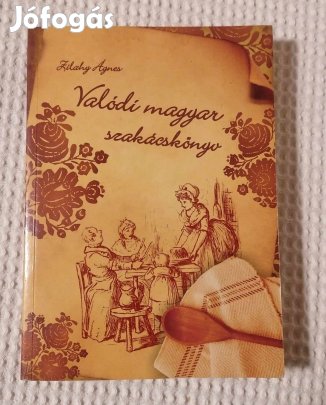 Jófogás
Zilahy Ágnes
Valódi magyar
szakácskönyv